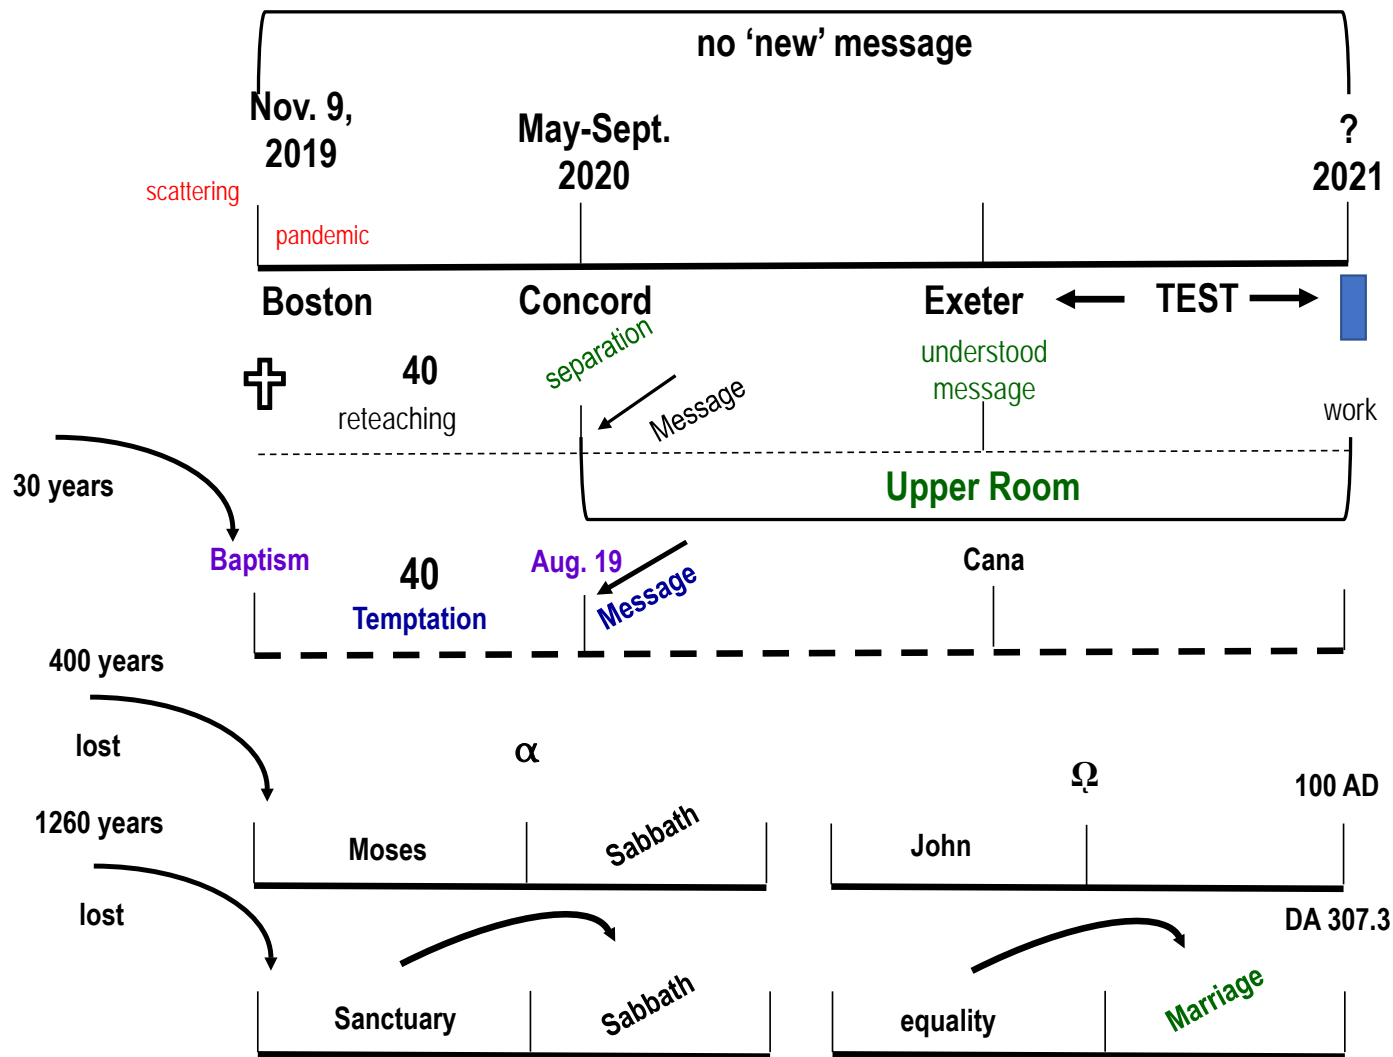 no ‘new’ message
Nov. 9,
2019
May-Sept.
2020
?
2021
scattering
pandemic
Boston
Concord
Exeter
TEST
separation
understood
message
40
reteaching
Message
work
30 years
Upper Room
Baptism
40
Temptation
Aug. 19
Message
Cana
400 years
lost
α
Ω
100 AD
1260 years
Moses
Sabbath
John
lost
DA 307.3
Sanctuary
Sabbath
equality
Marriage